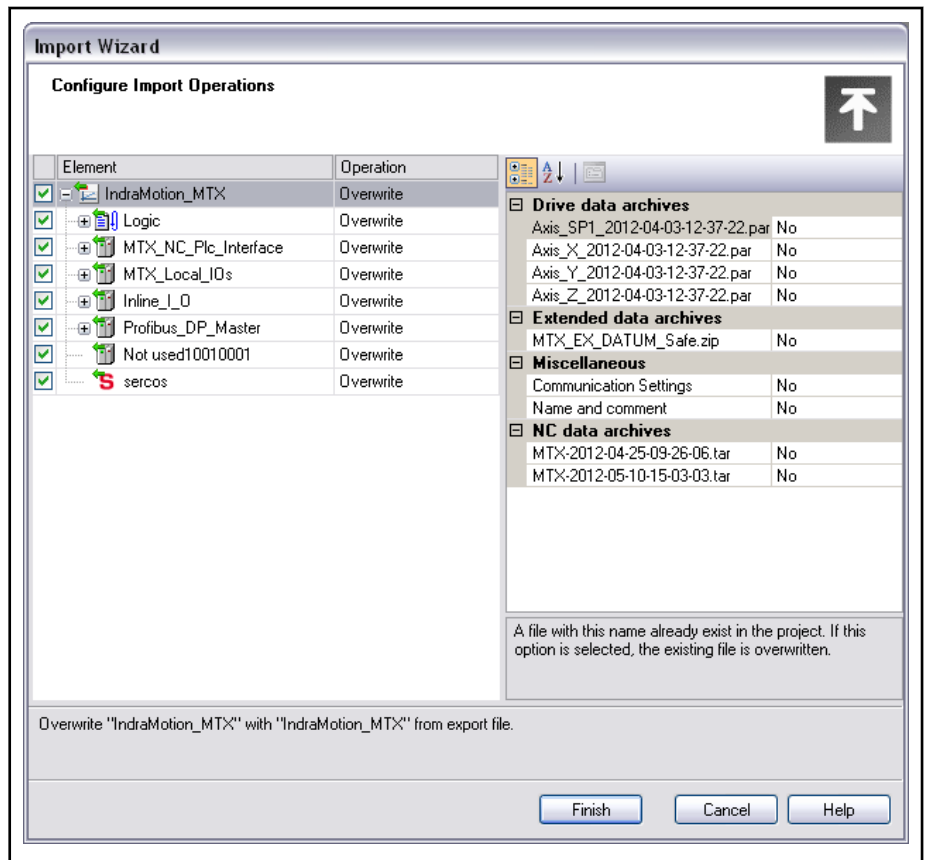 Import Wizard
Configure Import Operations
Element Operation
IndraMotion_MTX Overwrite
Logic Overwrite
MTX_NC_Plc_Interface Overwrite
MTX_Local_IOs Overwrite
Inline_I_O Overwrite
Profibus_DP_Master Overwrite
Not used10010001 Overwrite
S sercos Overwrite
A Z
Drive data archives
Axis_SP1_2012-04-03-12-37-22.par No
Axis_X_2012-04-03-12-37-22.par No
Axis_Y_2012-04-03-12-37-22.par No
Axis_Z_2012-04-03-12-37-22.par No
Extended data archives
MTX_EX_DATUM_Safe.zip No
Miscellaneous
Communication Settings No
Name and comment No
NC data archives
MTX-2012-04-25-09-26-06.tar No
MTX-2012-05-10-15-03-03.tar No
A file with this name already exist in the project. If this
option is selected, the existing file is overwritten.
Overwrite "IndraMotion_MTX" with "IndraMotion_MTX" from export file.
Finish Cancel Help